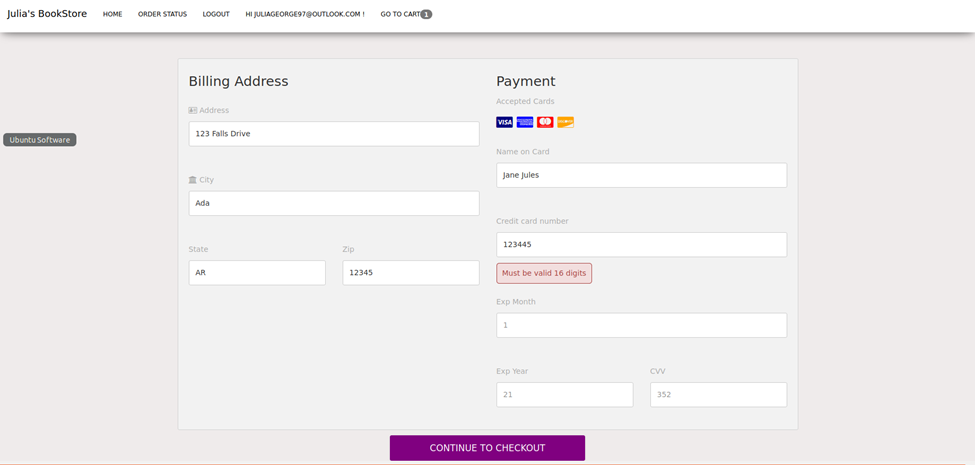 Julia's BookStore HOME ORDER STATUS LOGOUT HI JULIAGEORGE97@OUTLOOK.COM ! GO TO CART 1
Ubuntu Software
Billing Address
Address
123 Falls Drive
City
Ada
State Zip
AR 12345
Payment
Accepted Cards
VISA
Name on Card
Jane Jules
Credit card number
123445
Must be valid 16 digits
Exp Month
1
Exp Year CVV
21 352
CONTINUE TO CHECKOUT